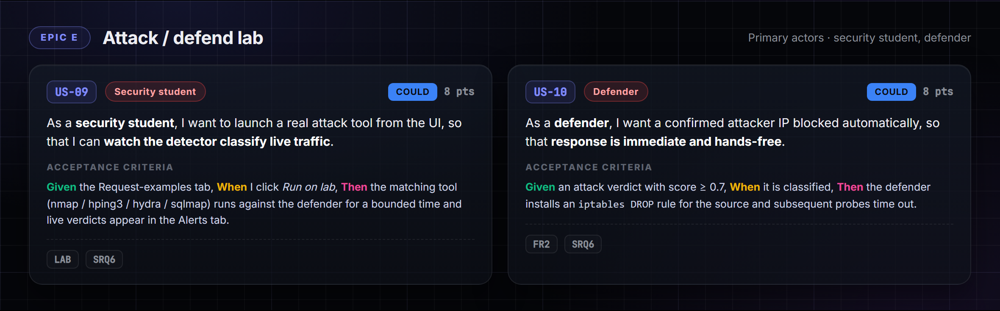 EPIC E
Attack / defend lab
Primary actors · security student, defender
US-09
Security student
COULD
8 pts
As a security student, I want to launch a real attack tool from the UI, so
that I can watch the detector classify live traffic.
ACCEPTANCE CRITERIA
Given the Request-examples tab, When I click Run on lab, Then the matching tool
(nmap / hping3 / hydra / sqlmap) runs against the defender for a bounded time and
live verdicts appear in the Alerts tab.
LAB
SRQ6
US-10
Defender
COULD
8 pts
As a defender, I want a confirmed attacker IP blocked automatically, so
that response is immediate and hands-free.
ACCEPTANCE CRITERIA
Given an attack verdict with score ≥ 0.7, When it is classified, Then the defender
installs an iptables DROP rule for the source and subsequent probes time out.
FR2
SRQ6